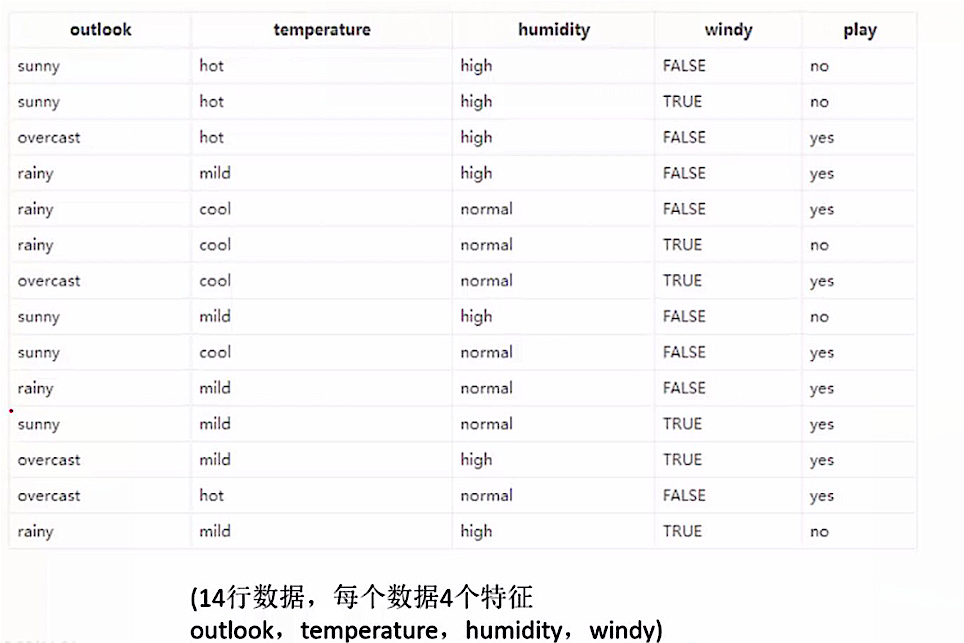 outlook temperature humidity windy play
sunny hot high FALSE no
sunny hot high TRUE no
overcast hot high FALSE yes
rainy mild high FALSE yes
rainy cool normal FALSE yes
rainy cool normal TRUE no
overcast cool normal TRUE yes
sunny mild high FALSE no
sunny cool normal FALSE yes
rainy mild normal FALSE yes
sunny mild normal TRUE yes
overcast mild high TRUE yes
overcast hot normal FALSE yes
rainy mild high TRUE no
(14行数据，每个数据4个特征
outlook，temperature，humidity，windy)